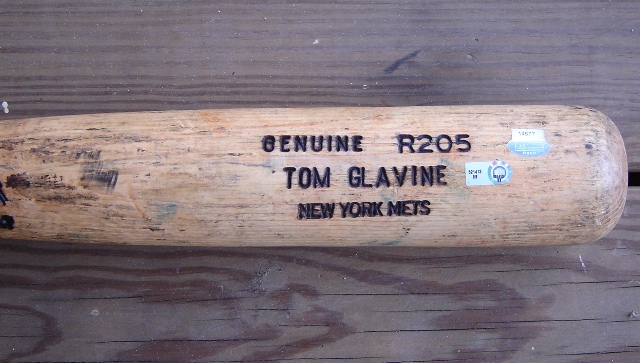 GENUINE R205
TOM GLAVINE
NEW YORK METS